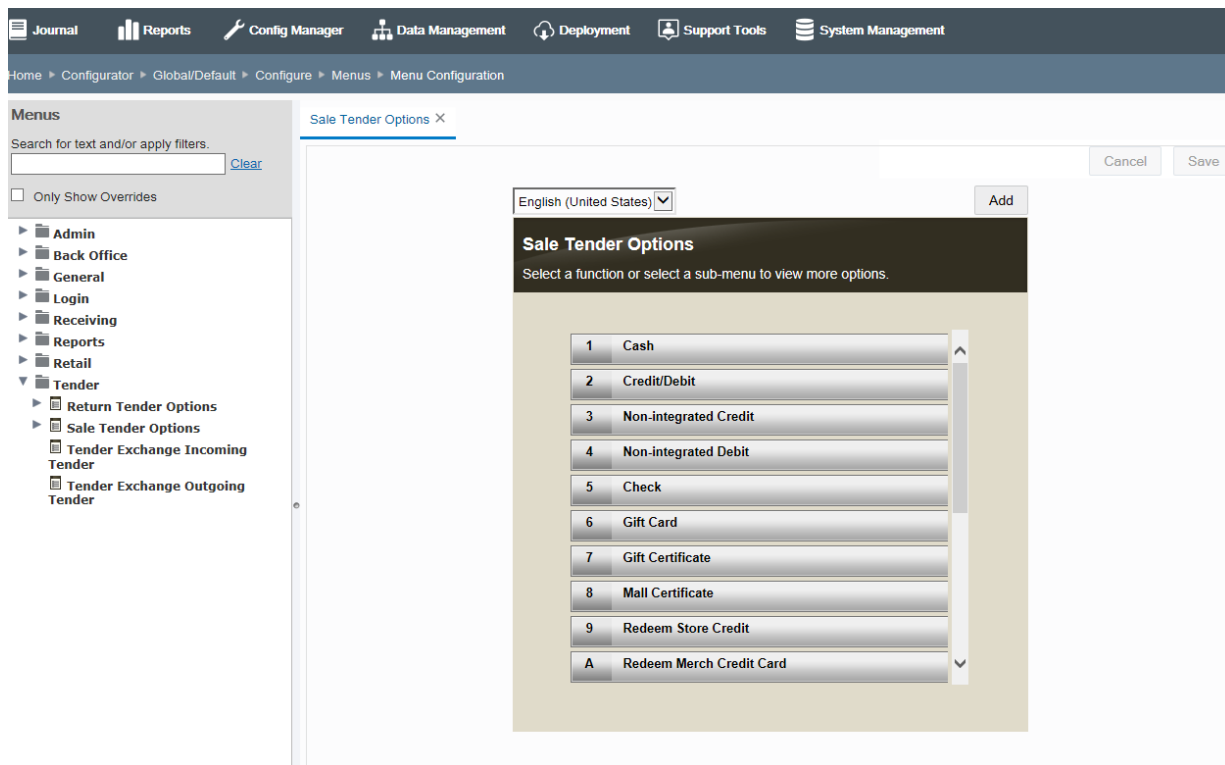 Journal Reports Config Manager Data Management Deployment Support Tools System Management
Home Configurator Global/Default Configure Menus Menu Configuration
Menus
Search for text and/or apply filters.
Clear
Only Show Overrides
Admin
Back Office
General
Login
Receiving
Reports
Retail
Tender
Return Tender Options
Sale Tender Options
Tender Exchange Incoming
Tender
Tender Exchange Outgoing
Tender
Sale Tender Options
Cancel Save
English (United States) Add
Sale Tender Options
Select a function or select a sub-menu to view more options.
1 Cash
2 Credit/Debit
3 Non-integrated Credit
4 Non-integrated Debit
5 Check
6 Gift Card
7 Gift Certificate
8 Mall Certificate
9 Redeem Store Credit
A Redeem Merch Credit Card